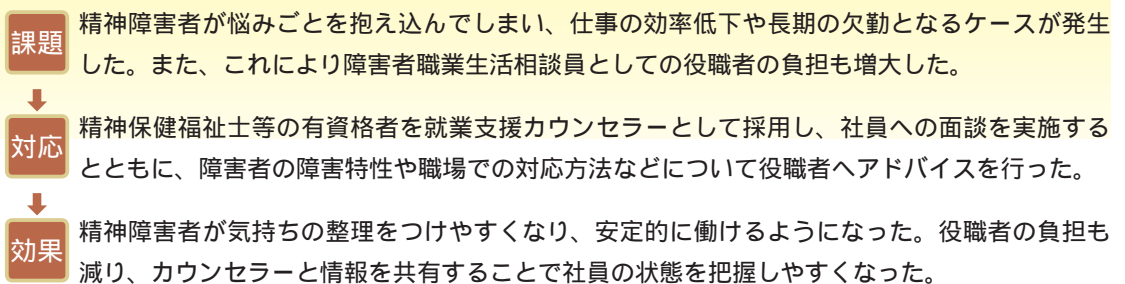 課題
精神障害者が悩みごとを抱え込んでしまい、仕事の効率低下や長期の欠勤となるケースが発生
した。また、これにより障害者職業生活相談員としての役職者の負担も増大した。
対応
精神保健福祉士等の有資格者を就業支援カウンセラーとして採用し、社員への面談を実施する
とともに、障害者の障害特性や職場での対応方法などについて役職者へアドバイスを行った。
効果
精神障害者が気持ちの整理をつけやすくなり、安定的に働けるようになった。役職者の負担も
減り、カウンセラーと情報を共有することで社員の状態を把握しやすくなった。